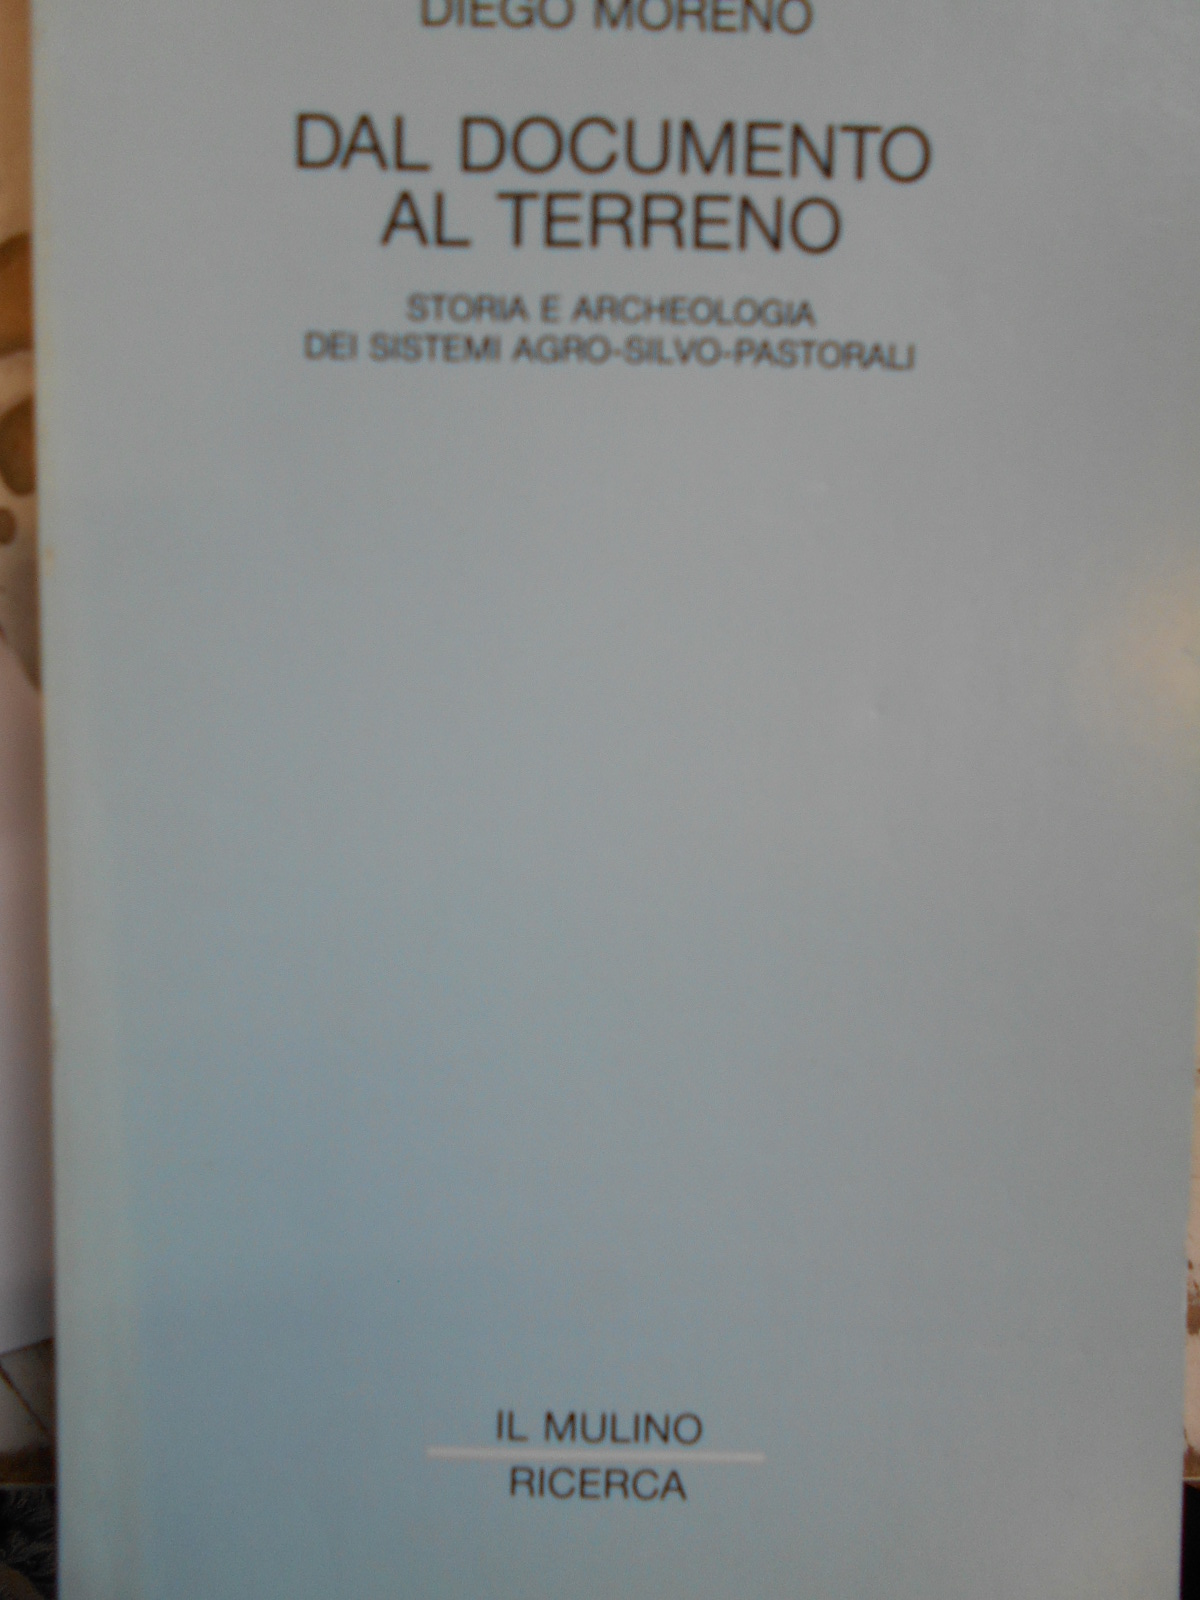 DIEGO MORENO
DAL DOCUMENTO
AL TERRENO
STORIA E ARCHEOLOGIA
DEI SISTEMI AGRO-SILVO-PASTORALI
IL MULINO
RICERCA